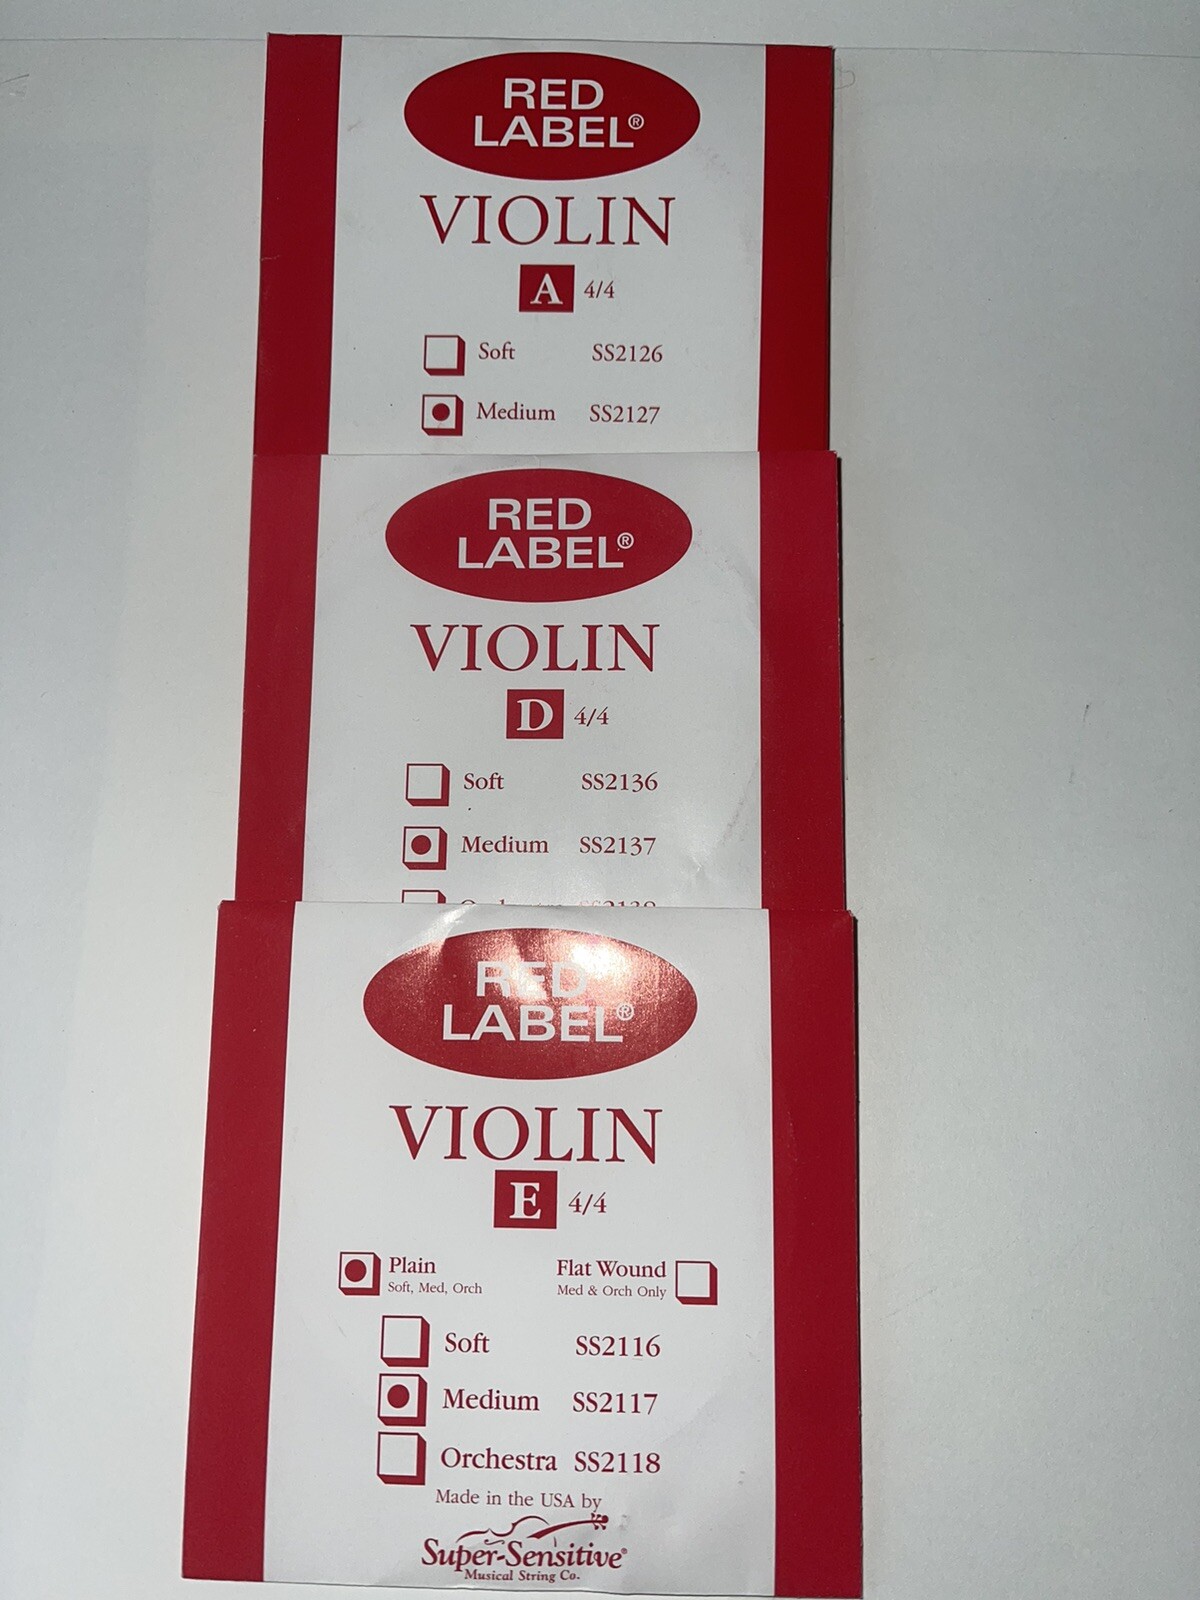 RED
LABEL®
VIOLIN
A 4/4
Soft SS2126
Medium SS2127
RED
LABEL®
VIOLIN
D 4/4
Soft SS2136
Medium SS2137
RED
LABEL®
VIOLIN
E 4/4
Plain Flat Wound
Soft, Med, Orch Med & Orch Only
Soft SS2116
Medium SS2117
Orchestra SS2118
Made in the USA by
Super-Sensitive®
Musical String Co.